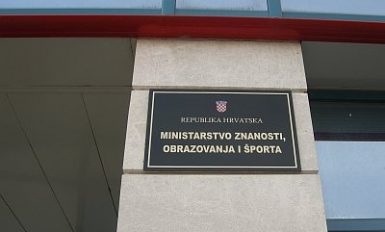 REPUBLIKA HRVATSKA
MINISTARSTVO ZNANOSTI,
OBRAZOVANJA I ŠPORTA